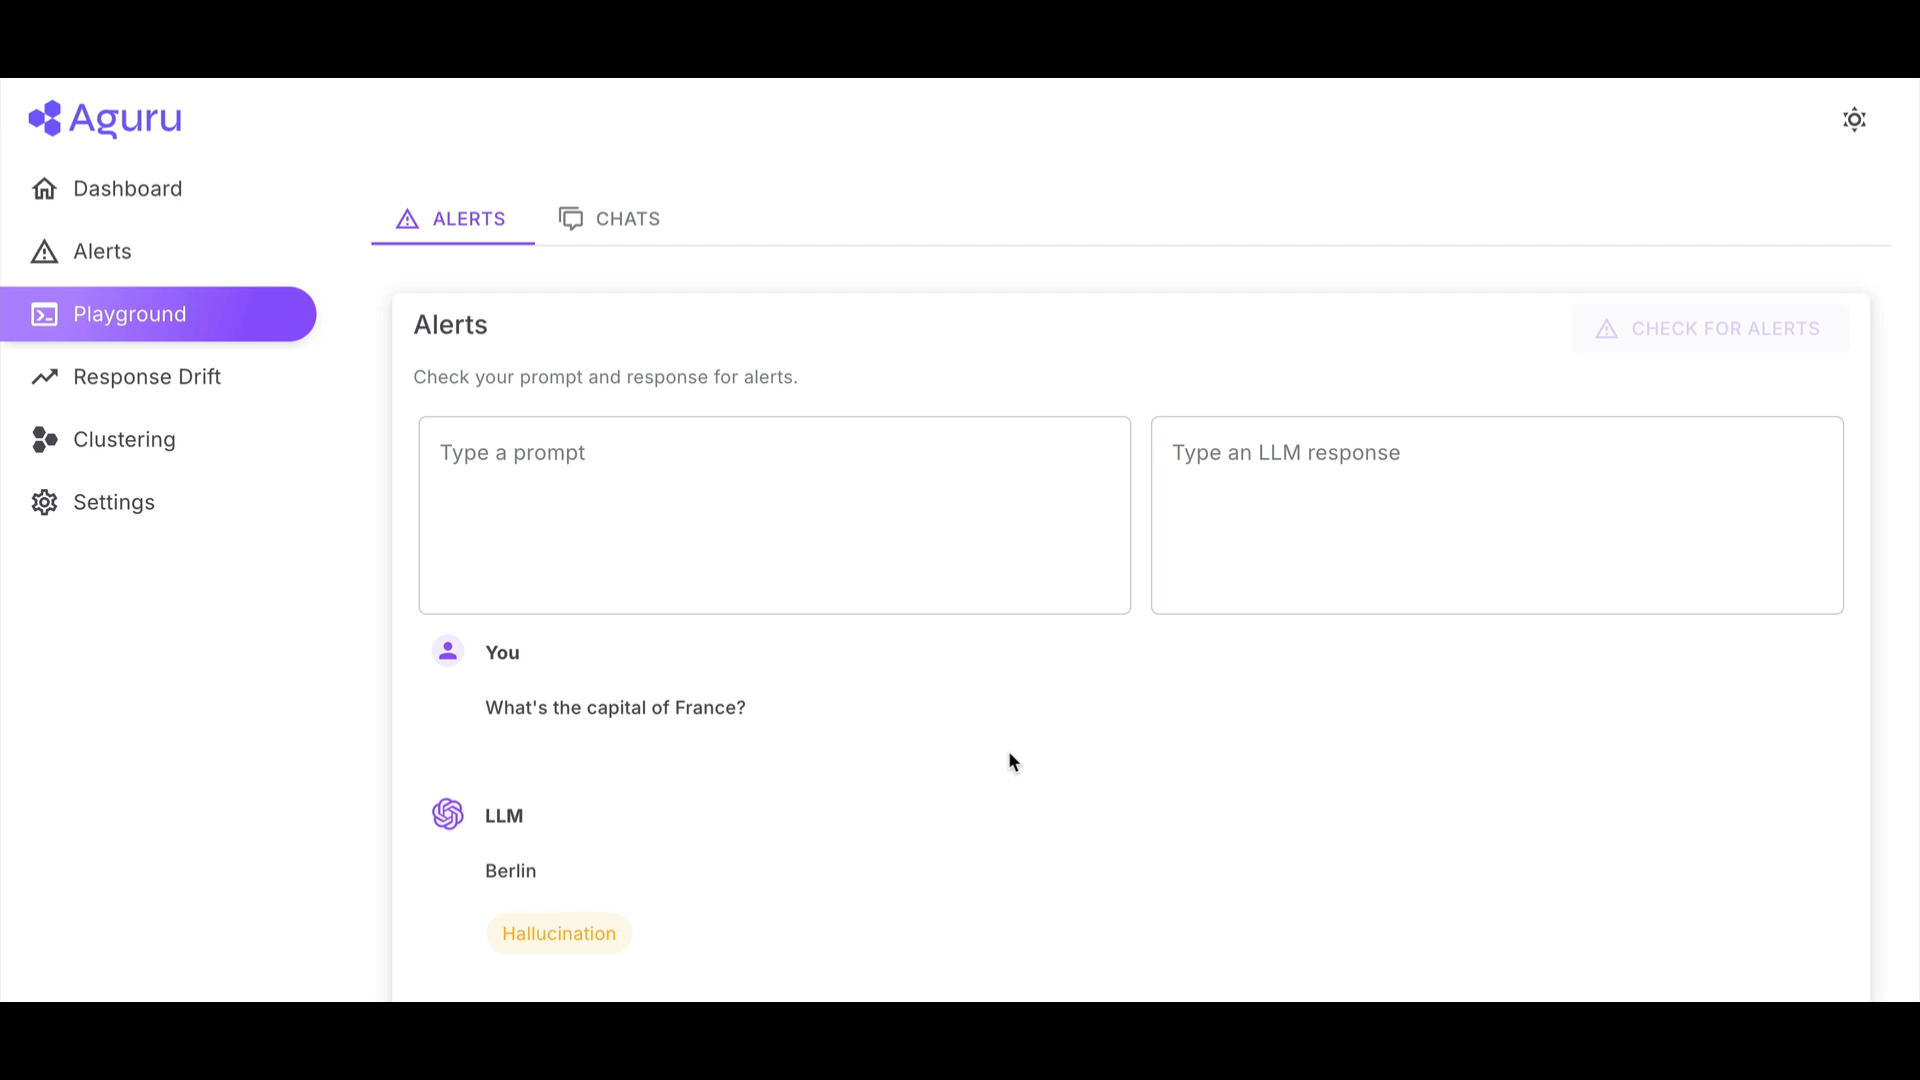 Aguru
Dashboard
Alerts
Playground
Response Drift
Clustering
Settings
ALERTS CHATS
Alerts
CHECK FOR ALERTS
Check your prompt and response for alerts.
Type a prompt
Type an LLM response
You
What's the capital of France?
LLM
Berlin
Hallucination